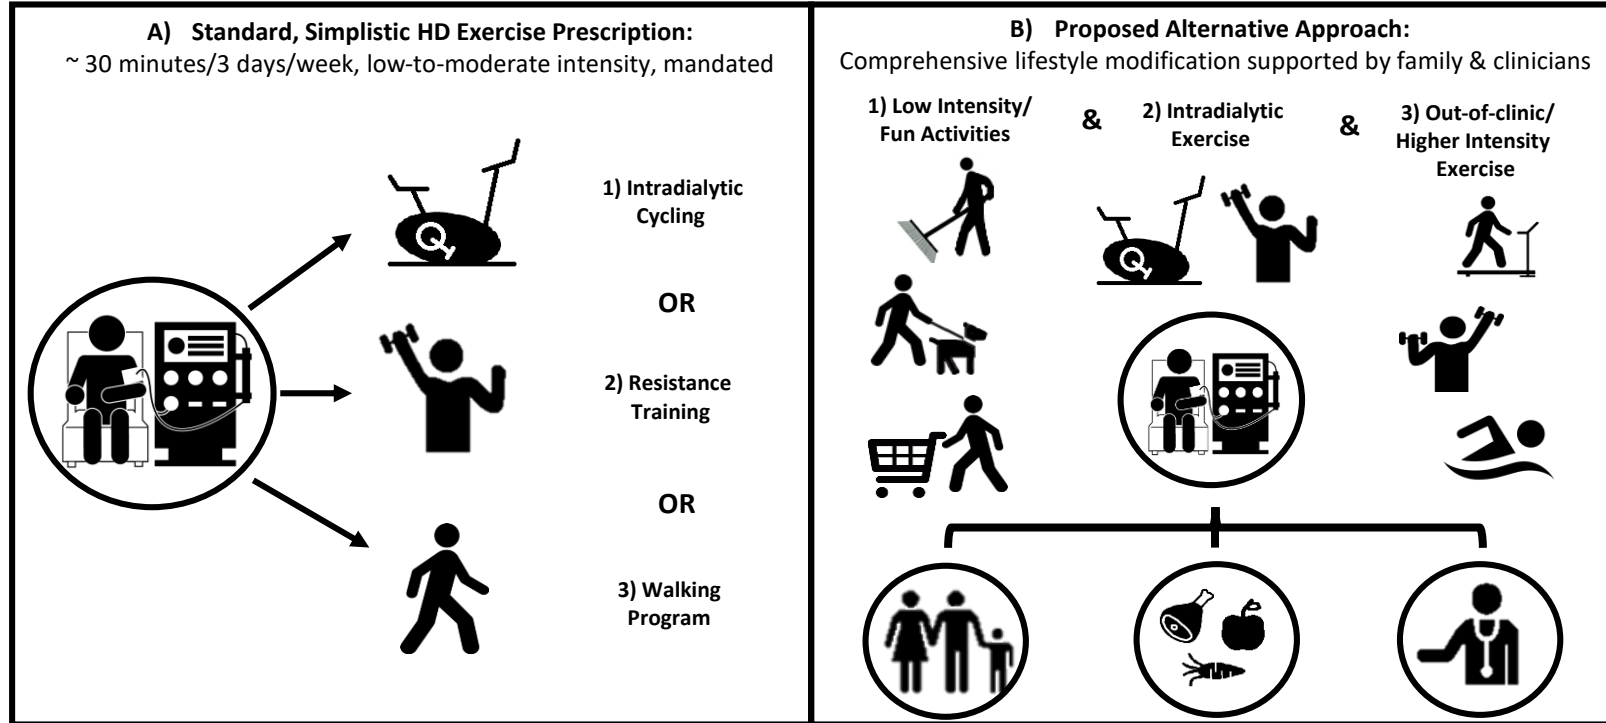 A) Standard, Simplistic HD Exercise Prescription:
~ 30 minutes/3 days/week, low-to-moderate intensity, mandated
1) Intradialytic
Cycling
OR
2) Resistance
Training
OR
3) Walking
Program
B) Proposed Alternative Approach:
Comprehensive lifestyle modification supported by family & clinicians
1) Low Intensity/
Fun Activities
&
2) Intradialytic
Exercise
&
3) Out-of-clinic/
Higher Intensity
Exercise